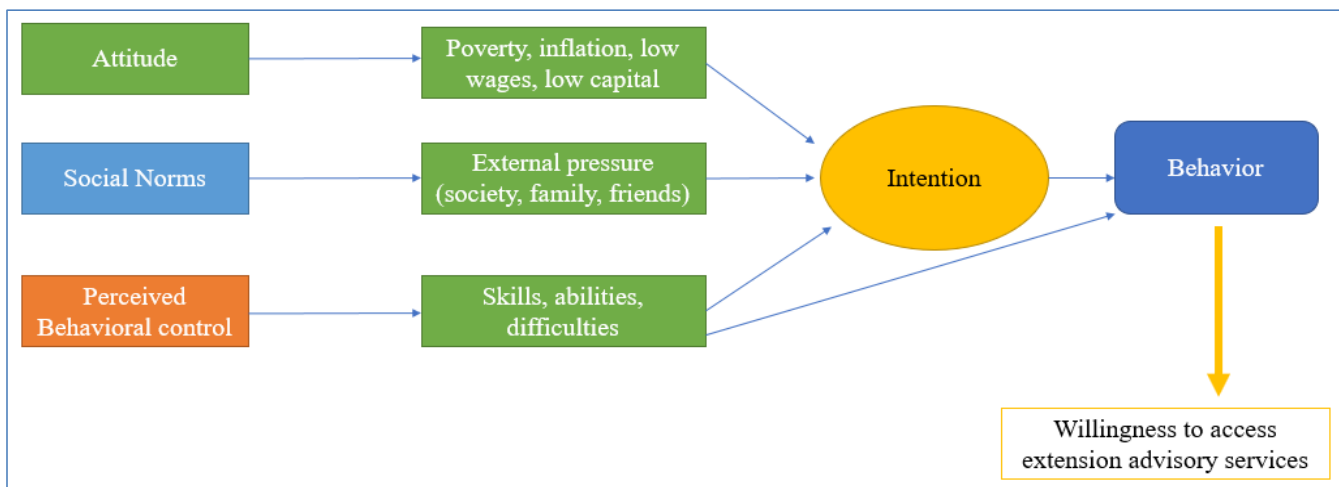 Attitude
Poverty, inflation, low
wages, low capital
Social Norms
External pressure
(society, family, friends)
Intention
Behavior
Perceived
Behavioral control
Skills, abilities,
difficulties
Willingness to access
extension advisory services